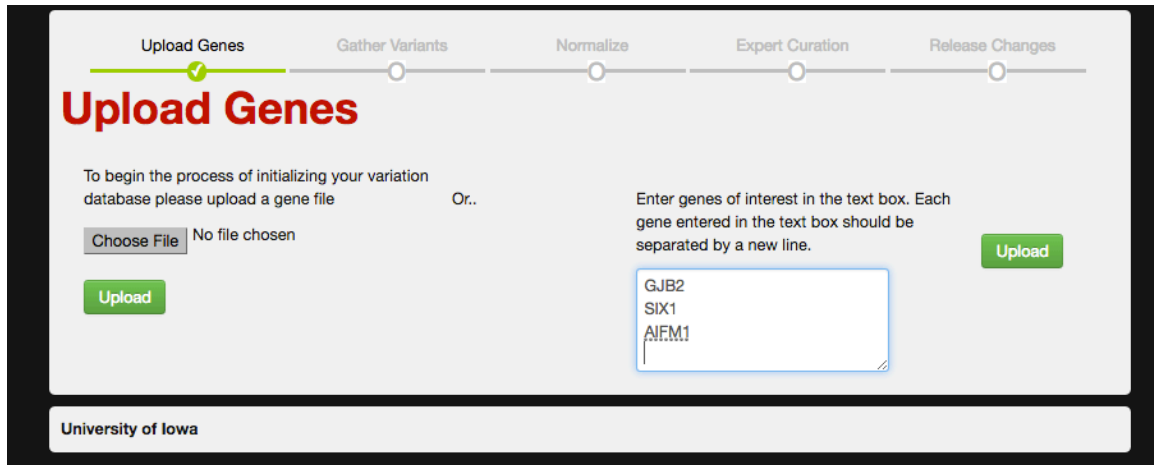 Upload Genes
Gather Variants
Normalize
Expert Curation
Release Changes
Upload Genes
To begin the process of initializing your variation
database please upload a gene file
Or..
Choose File No file chosen
Upload
Enter genes of interest in the text box. Each
gene entered in the text box should be
separated by a new line.
GJB2
SIX1
AIFM1
Upload
University of Iowa